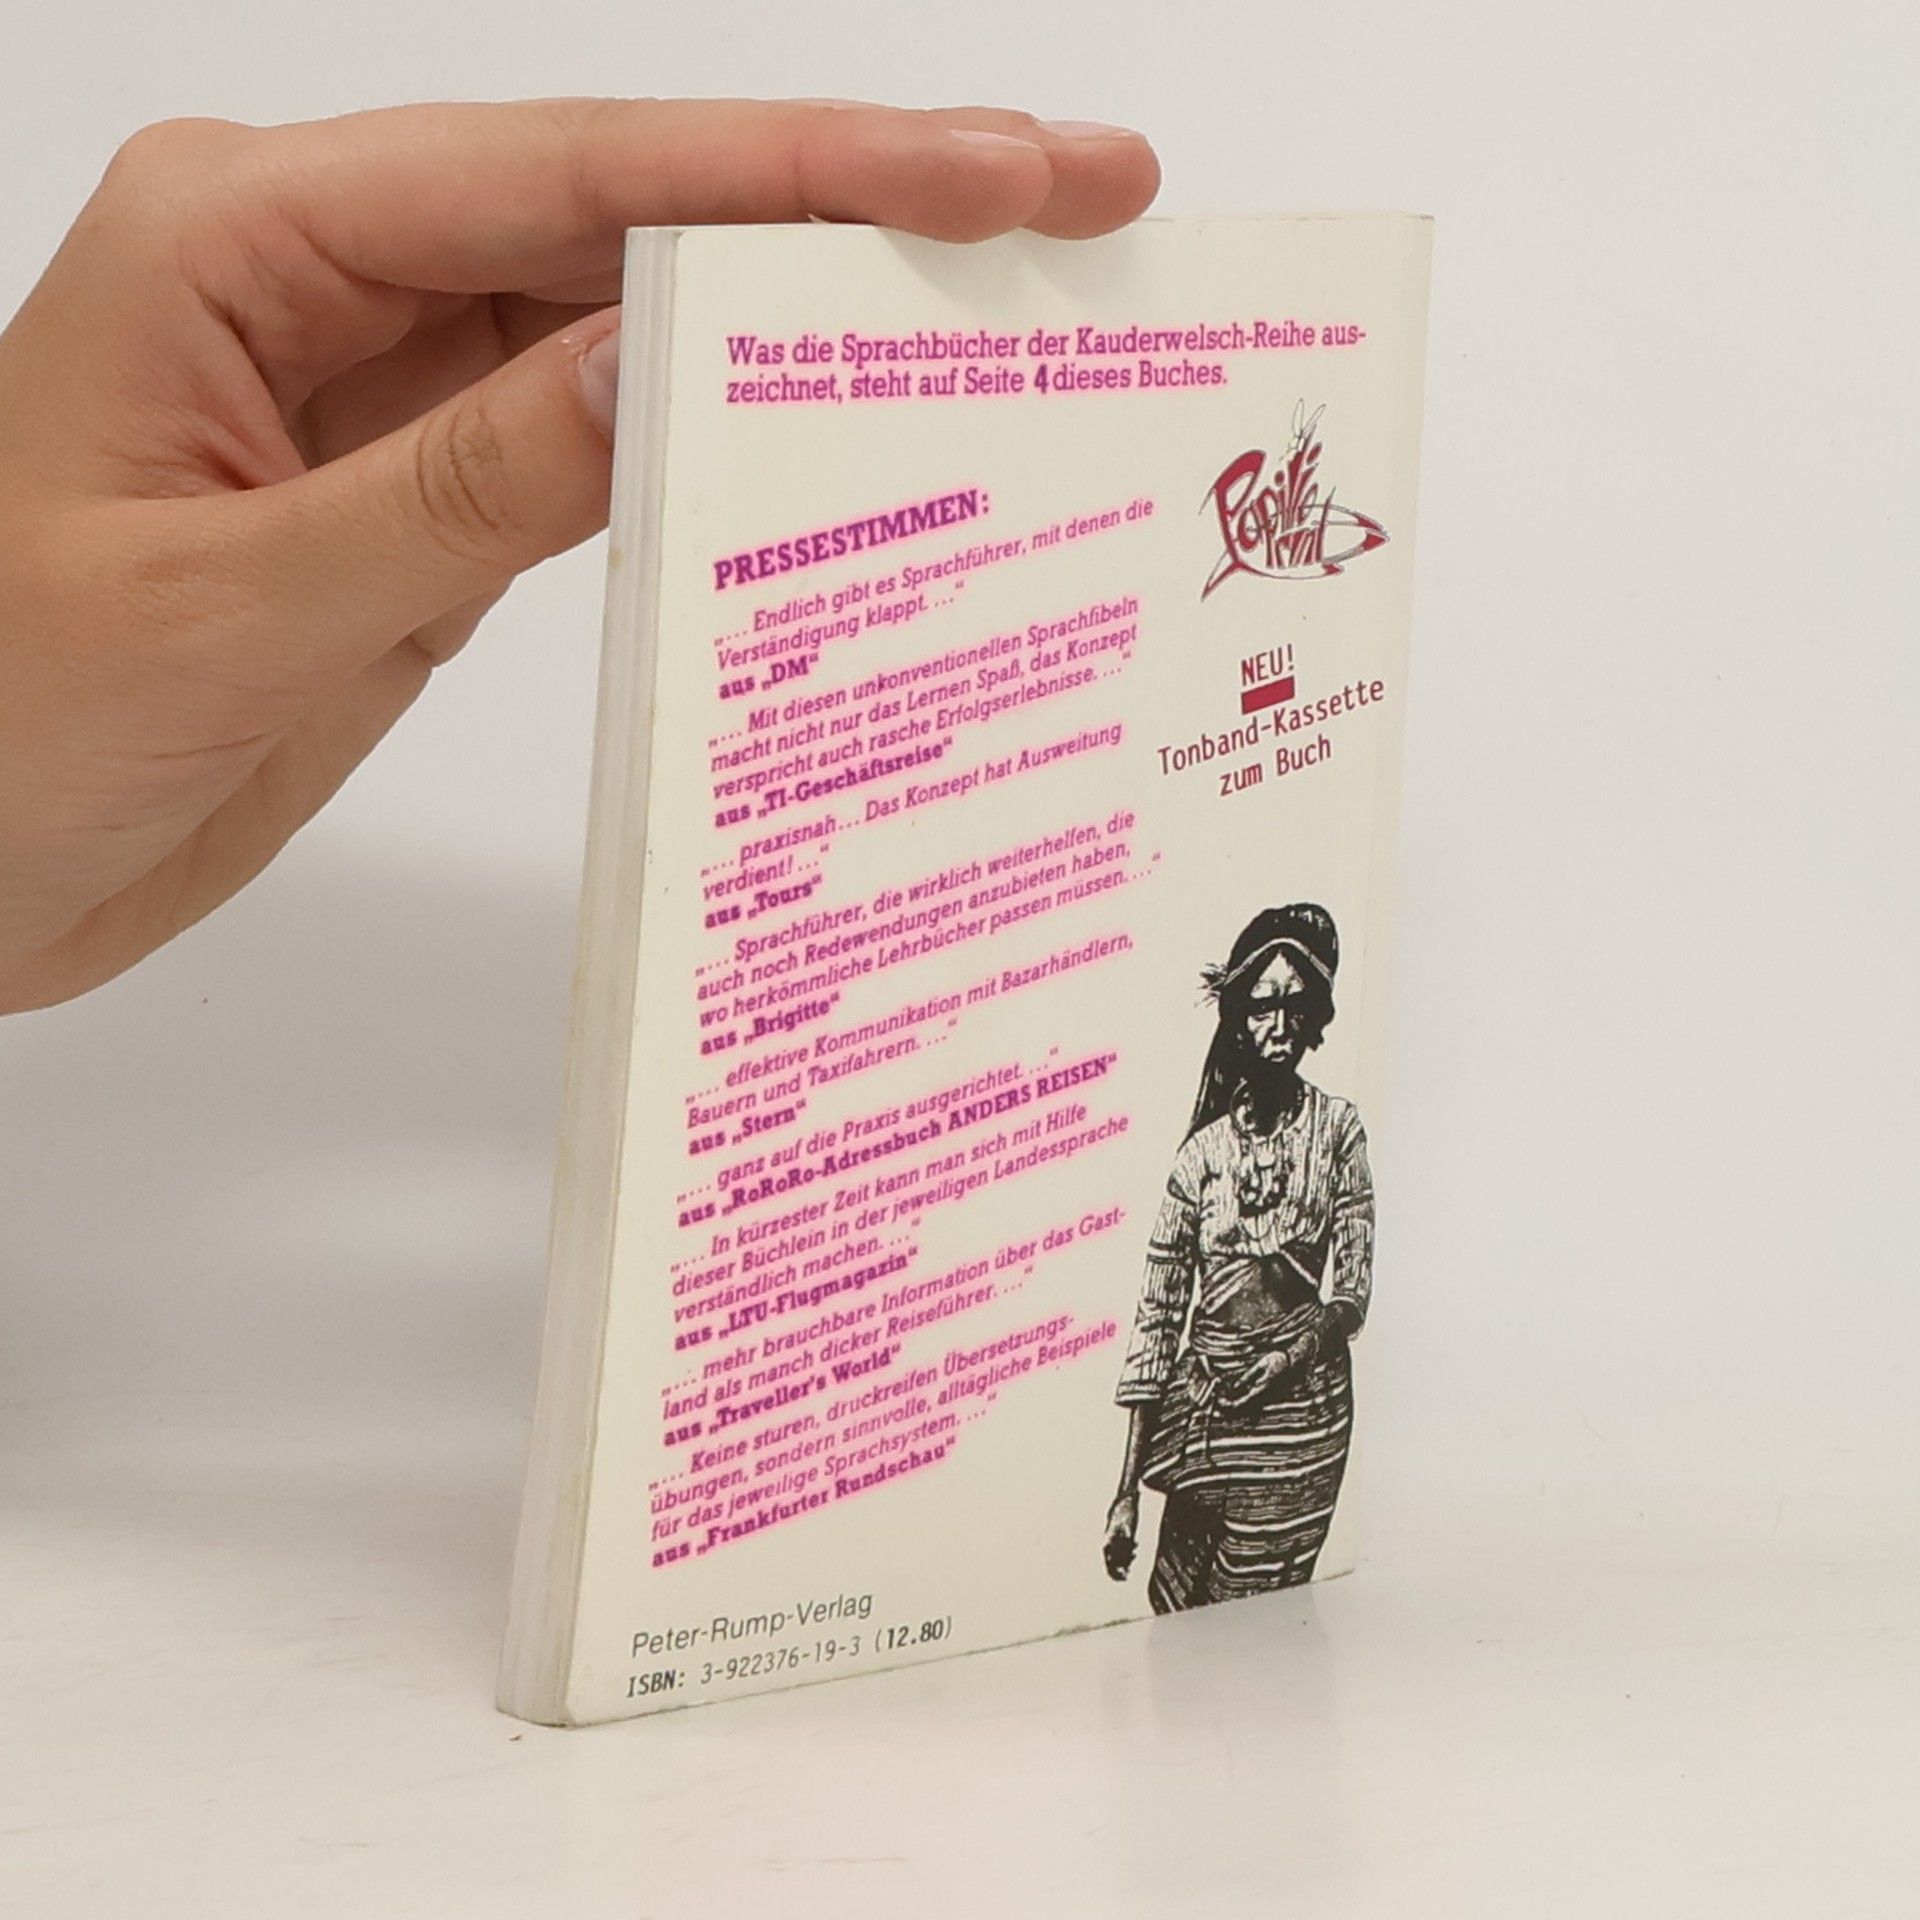 Was die Sprachbücher der Kauderwelsch-Reihe aus-
zeichnet, steht auf Seite 4 dieses Buches.
PRESSESTIMMEN:
„... Endlich gibt es Sprachführer, mit denen die
Verständigung klappt. ...“
aus „DM“
„... Mit diesen unkonventionellen Sprachfibeln
macht nicht nur das Lernen Spaß, das Konzept
verspricht auch rasche Erfolgserlebnisse. ...“
aus „TI-Geschäftsreise“
„... praxisnah... Das Konzept hat Ausweitung
verdient! ...“
aus „Tours“
„... Sprachführer, die wirklich weiterhelfen, die
auch noch Redewendungen anzubieten haben,
wo herkömmliche Lehrbücher passen müssen. ...“
aus „Brigitte“
„... effektive Kommunikation mit Bazarhändlern,
Bauern und Taxifahrern. ...“
aus „Stern“
„... ganz auf die Praxis ausgerichtet. ...“
aus „RoRoRo-Adressbuch ANDERS REISEN“
„... In kürzester Zeit kann man sich mit Hilfe
dieser Büchlein in der jeweiligen Landessprache
verständlich machen. ...“
aus „LTU-Flugmagazin“
„... mehr brauchbare Information über das Gast-
land als manch dicker Reiseführer. ...“
aus „Traveller's World“
„... Keine sturen, druckreifen Übersetzungs-
übungen, sondern sinnvolle, alltägliche Beispiele
für das jeweilige Sprachsystem. ...“
aus „Frankfurter Rundschau“
Peter-Rump-Verlag
ISBN: 3-922376-19-3 (12.80)
NEU!
Tonband-Kassette
zum Buch